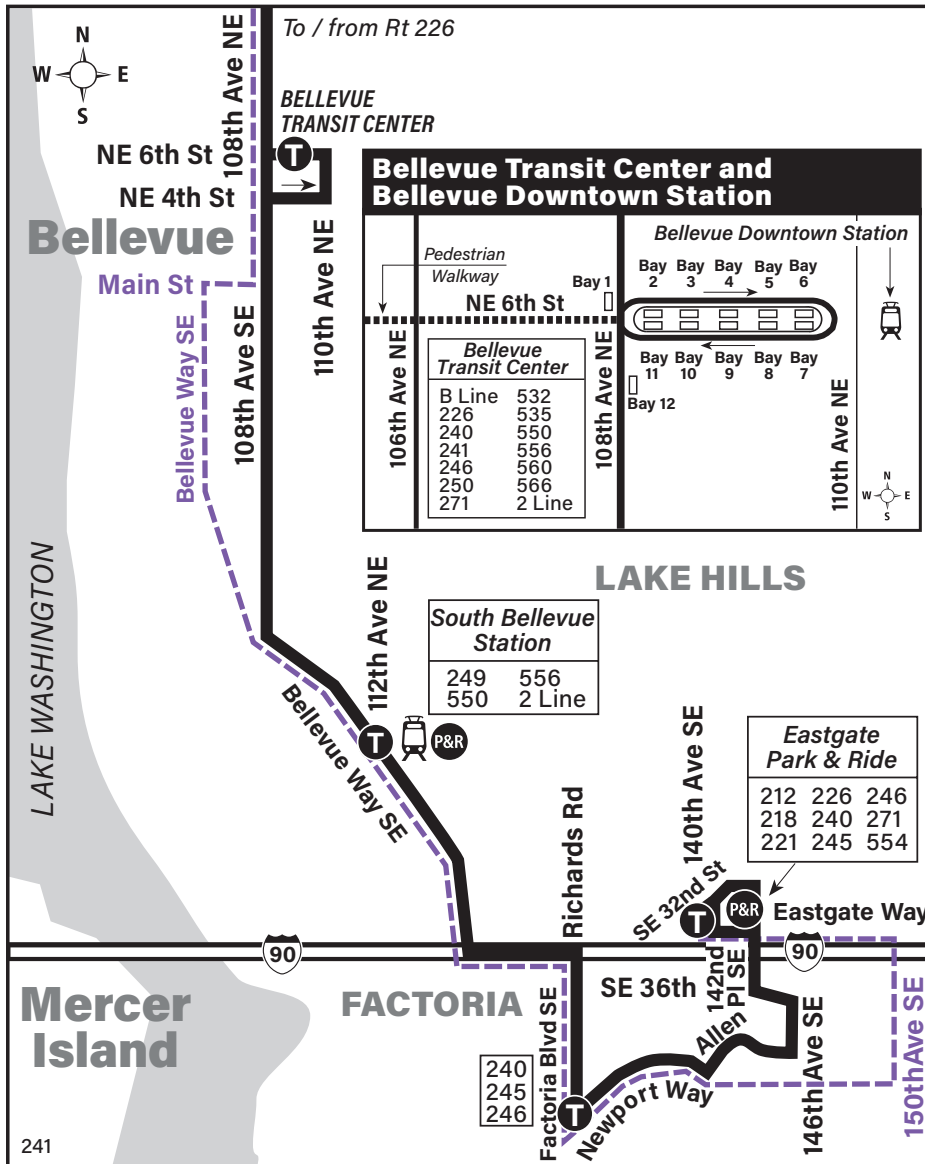 To / from Rt 226
N
W E
S
108th Ave NE
BELLEVUE
TRANSIT CENTER
NE 6th St
T
NE 4th St
Bellevue
Main St
110th Ave NE
Bellevue Way SE
108th Ave SE
Bellevue Transit Center and
Bellevue Downtown Station
Bellevue Downtown Station
Pedestrian
Walkway
Bay 1
NE 6th St
Bay
2
Bay
3
Bay
4
Bay
5
Bay
6
Bay
11
Bay
10
Bay
9
Bay
8
Bay
7
Bay 12
106th Ave NE
Bellevue
Transit Center
B Line 532
226 535
240 550
241 556
246 560
250 566
271 2 Line
108th Ave NE
110th Ave NE
N
W E
S
LAKE HILLS
LAKE WASHINGTON
112th Ave NE
South Bellevue
Station
249 556
550 2 Line
T
P&R
Bellevue Way SE
140th Ave SE
Eastgate
Park & Ride
212 226 246
218 240 271
221 245 554
Richards Rd
SE 32nd St
T
P&R
Eastgate Way
90
90
Mercer
Island
FACTORIA
SE 36th
142nd
Pl SE
Allen
Factoria Blvd SE
240
245
246
T
Newport Way
146th Ave SE
150thAve SE
241